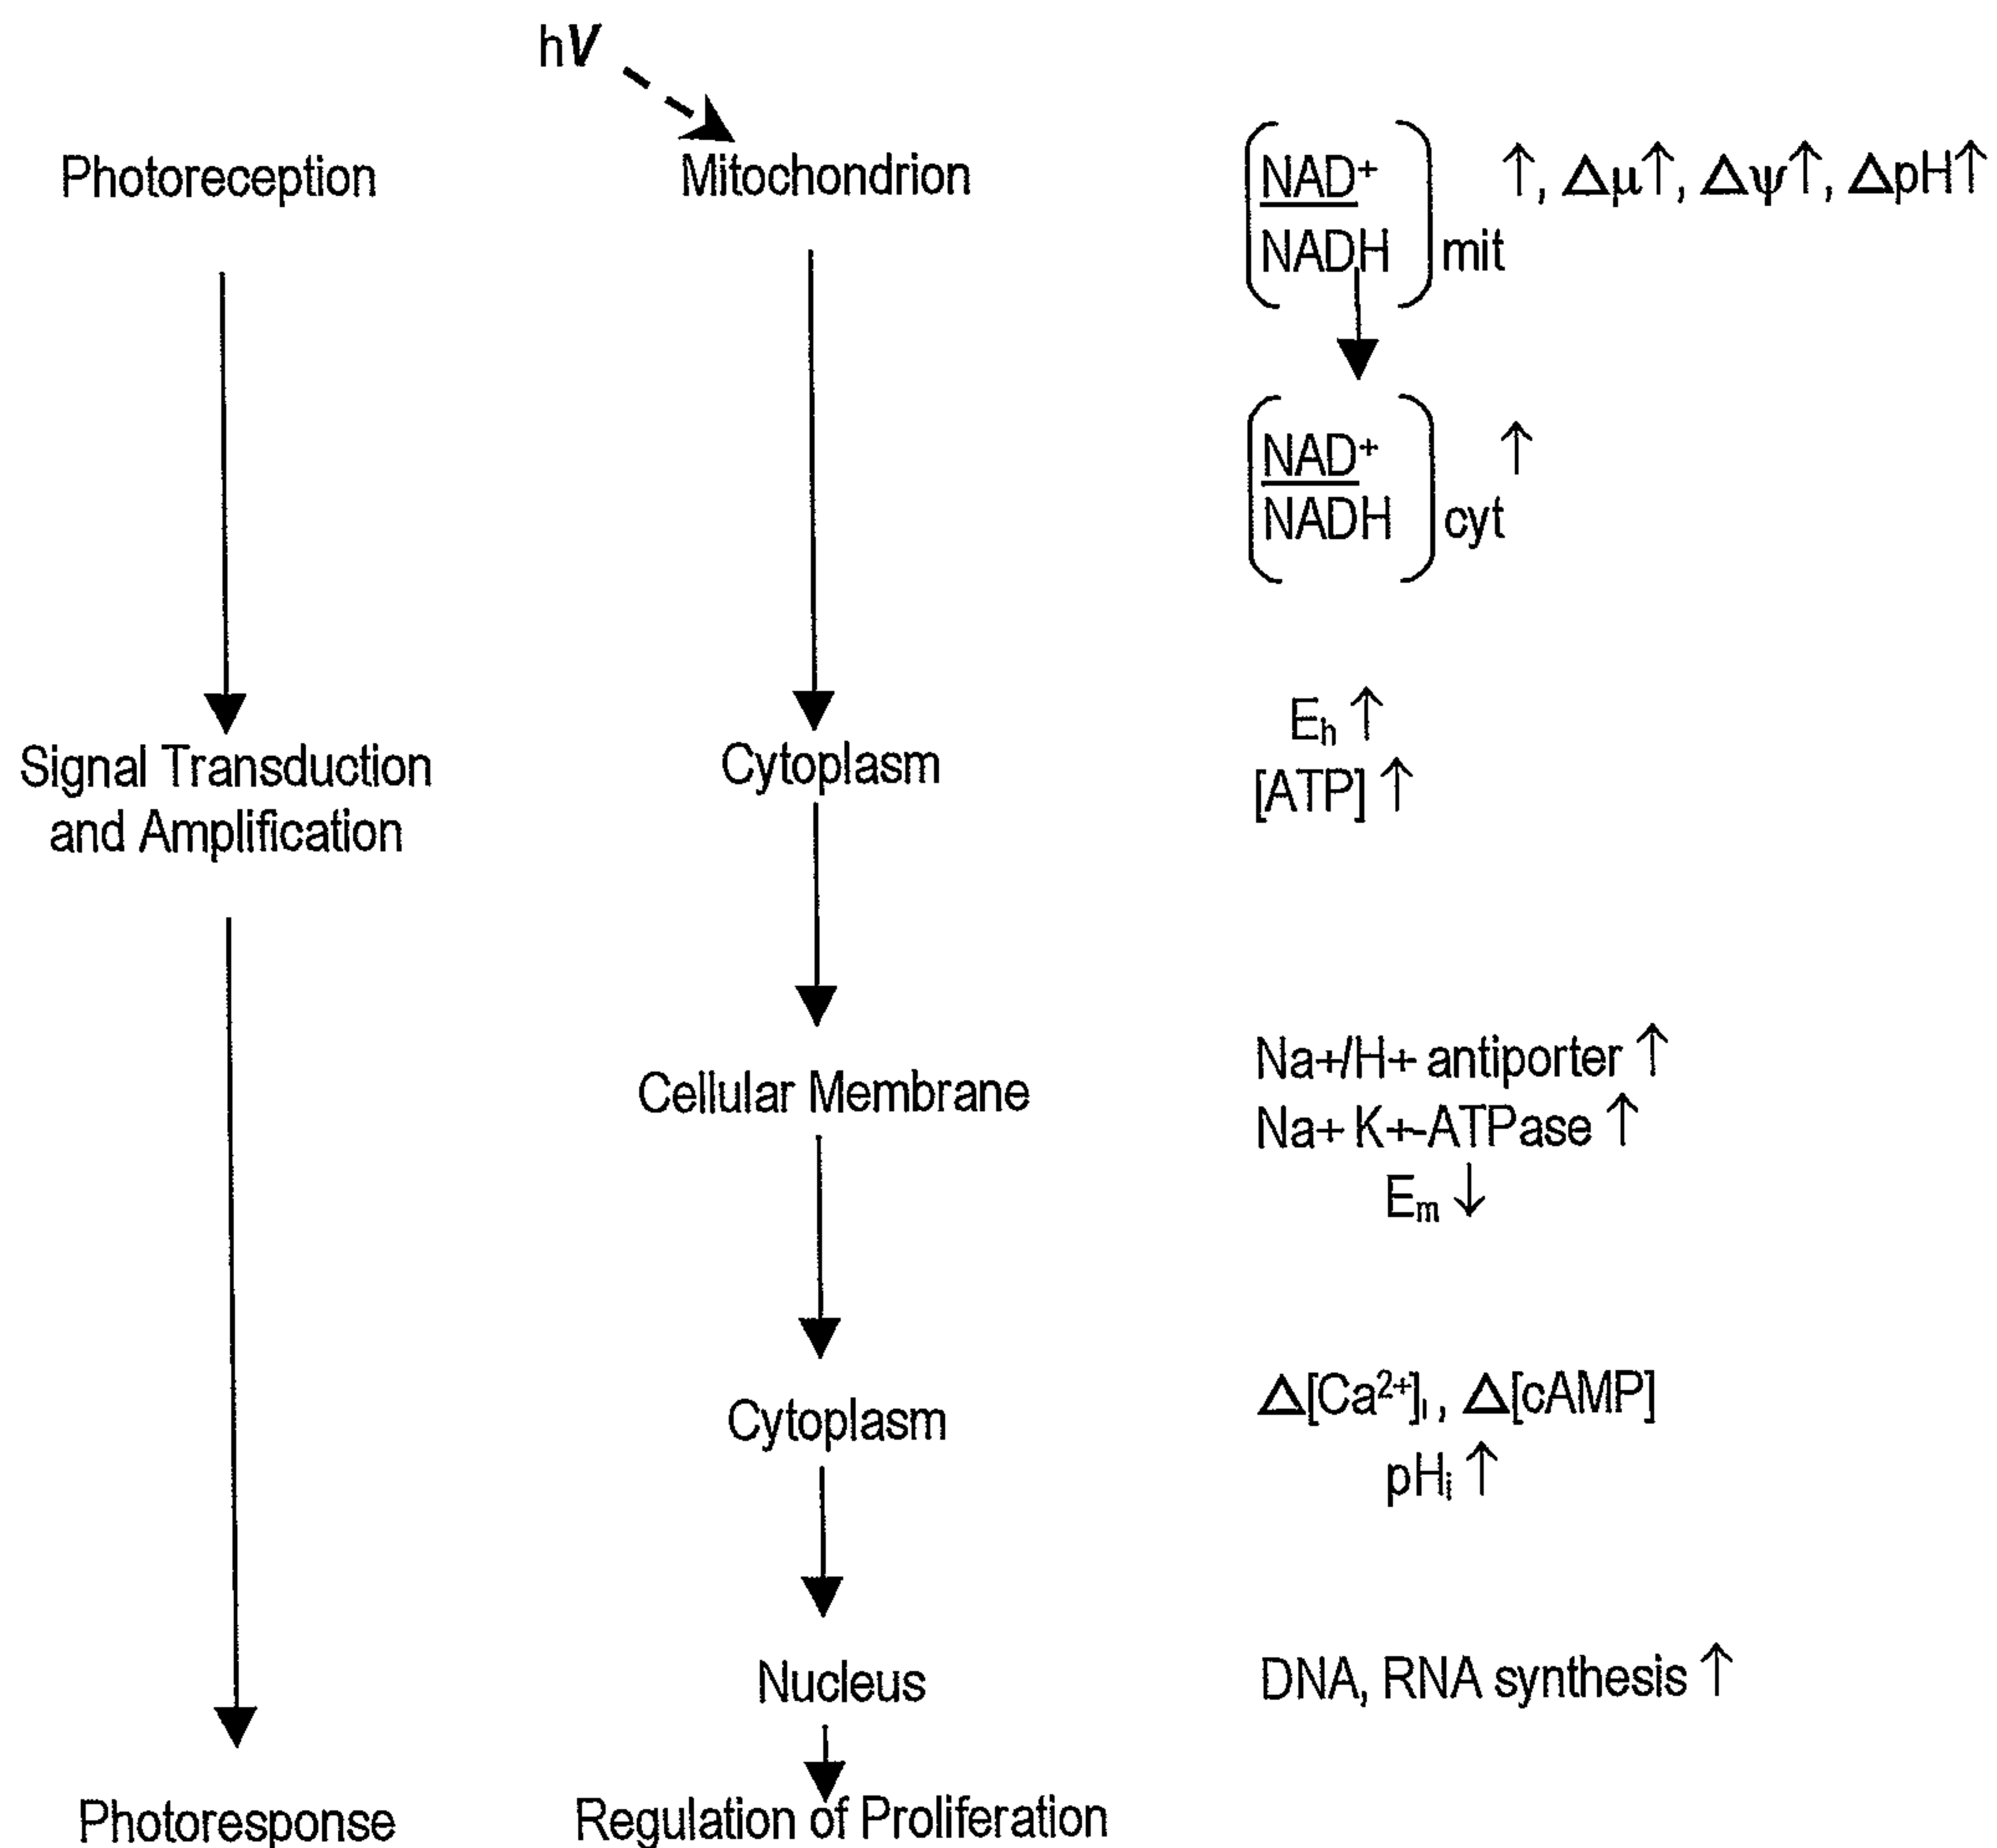 hV
Photoreception
Mitochondrion
NAD+
NADH
mit
↑, Δμ↑, Δψ↑, ΔpH↑
NAD+
NADH
cyt
↑
Signal Transduction
and Amplification
Cytoplasm
Eh ↑
[ATP] ↑
Cellular Membrane
Na+/H+ antiporter ↑
Na+ K+-ATPase ↑
Em ↓
Cytoplasm
Δ[Ca2+]i, Δ[cAMP]
pHi ↑
Nucleus
DNA, RNA synthesis ↑
Photoresponse
Regulation of Proliferation